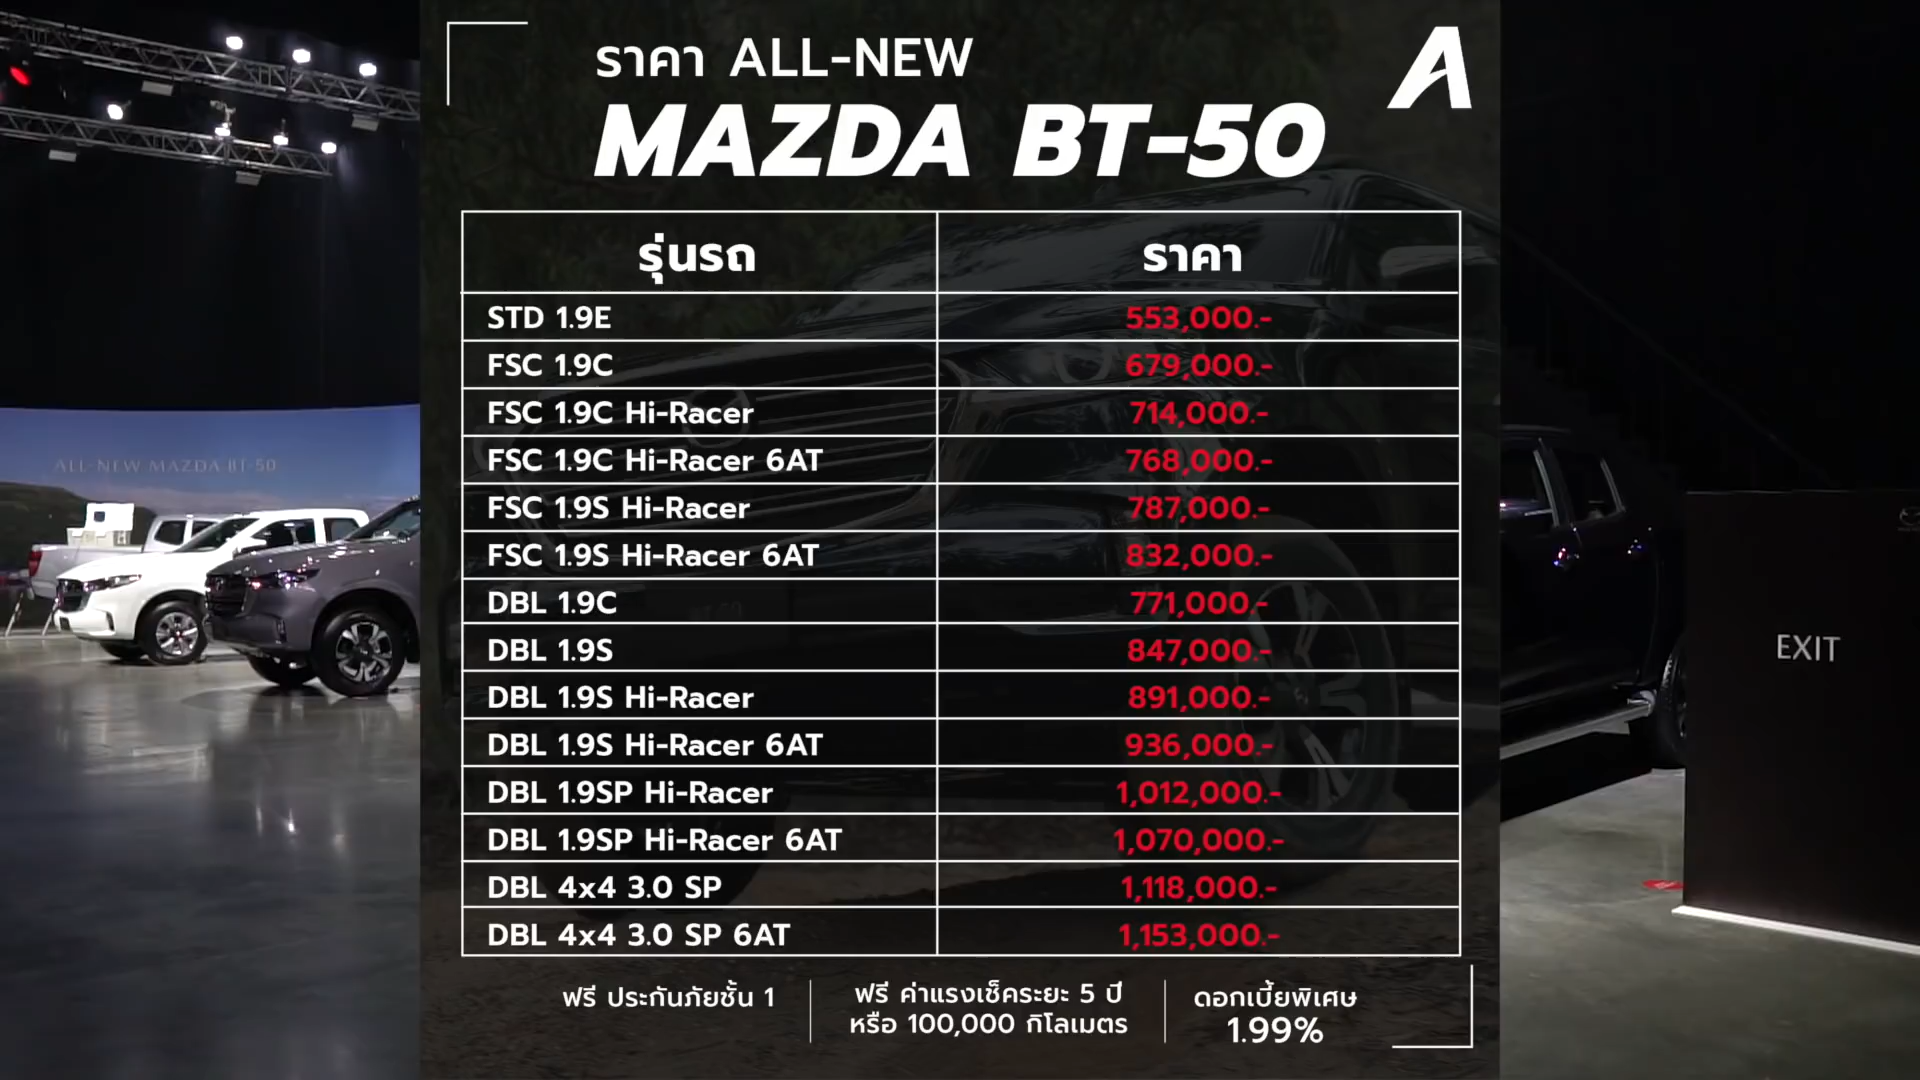 ราคา ALL-NEW
MAZDA BT-50
รุ่นรถ ราคา
STD 1.9E 553,000.-
FSC 1.9C 679,000.-
FSC 1.9C Hi-Racer 714,000.-
FSC 1.9C Hi-Racer 6AT 768,000.-
FSC 1.9S Hi-Racer 787,000.-
FSC 1.9S Hi-Racer 6AT 832,000.-
DBL 1.9C 771,000.-
DBL 1.9S 847,000.-
DBL 1.9S Hi-Racer 891,000.-
DBL 1.9S Hi-Racer 6AT 936,000.-
DBL 1.9SP Hi-Racer 1,012,000.-
DBL 1.9SP Hi-Racer 6AT 1,070,000.-
DBL 4x4 3.0 SP 1,118,000.-
DBL 4x4 3.0 SP 6AT 1,153,000.-
ฟรี ประกันภัยชั้น 1
ฟรี ค่าแรงเช็คระยะ 5 ปี
หรือ 100,000 กิโลเมตร
ดอกเบี้ยพิเศษ
1.99%
ALL-NEW MAZDA BT-50
EXIT